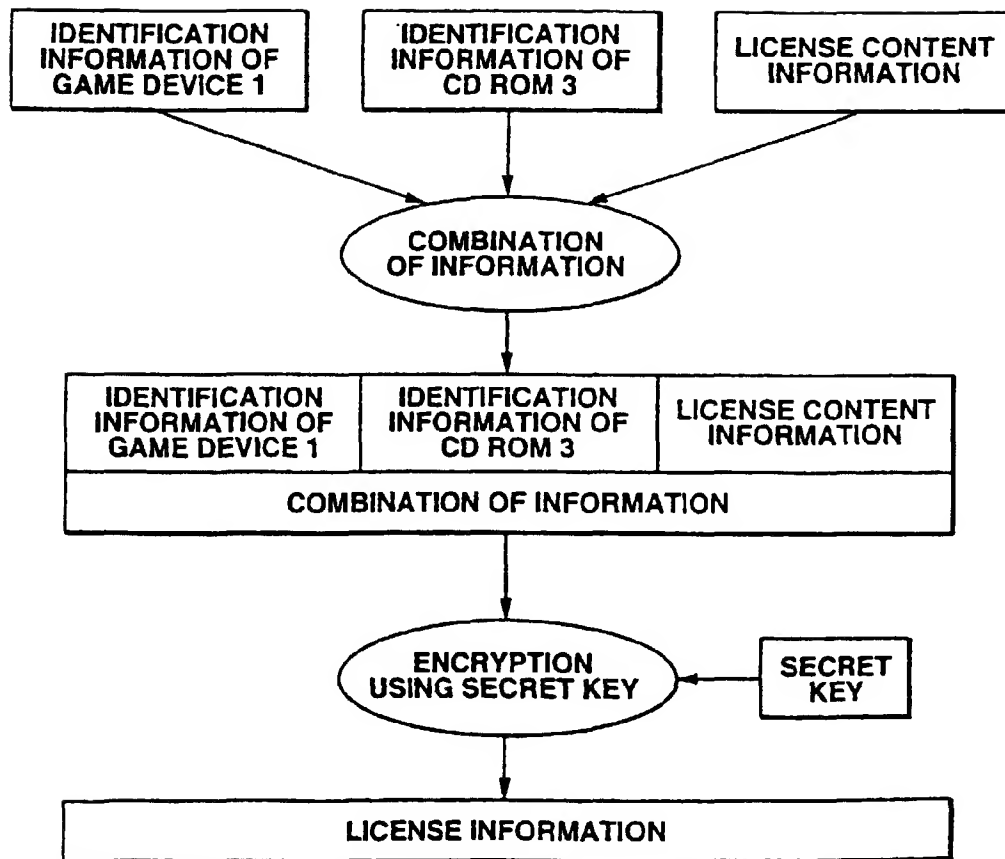 IDENTIFICATION
INFORMATION OF
GAME DEVICE 1
IDENTIFICATION
INFORMATION OF
CD ROM 3
LICENSE CONTENT
INFORMATION
COMBINATION
OF INFORMATION
IDENTIFICATION
INFORMATION OF
GAME DEVICE 1
IDENTIFICATION
INFORMATION OF
CD ROM 3
LICENSE CONTENT
INFORMATION
COMBINATION OF INFORMATION
ENCRYPTION
USING SECRET KEY
SECRET
KEY
LICENSE INFORMATION